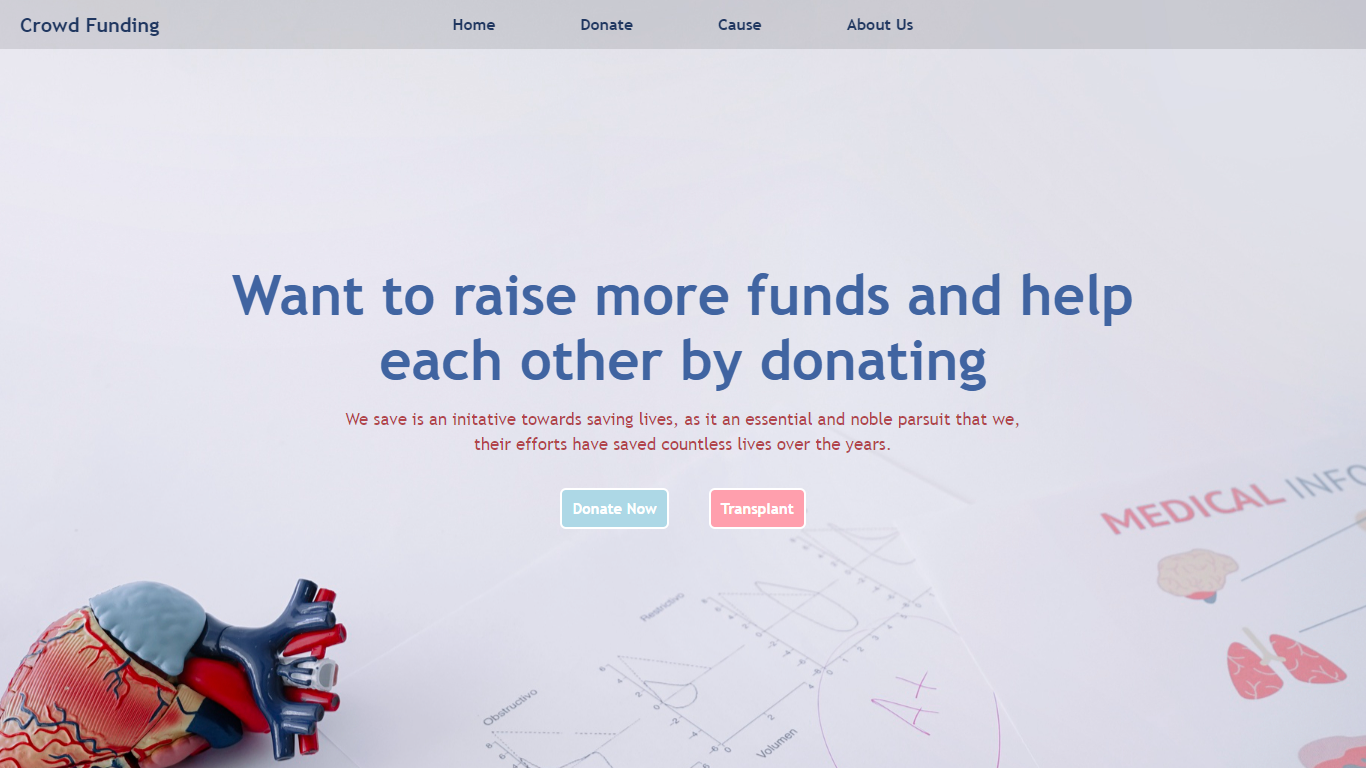 Crowd Funding
Home
Donate
Cause
About Us
Want to raise more funds and help
each other by donating
We save is an initative towards saving lives, as it an essential and noble parsuit that we,
their efforts have saved countless lives over the years.
Donate Now
Transplant
MEDICAL INFO
Restrictivo
Obstructivo
Volumen
A+